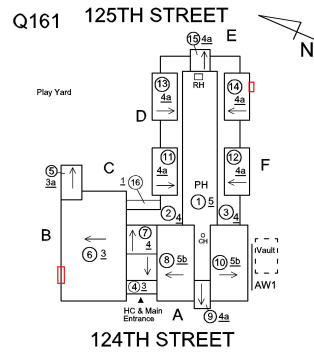 Q161
125TH STREET
N
E
15 4a
RH
Play Yard
13
4a
14
4a
D
11
4a
12
4a
F
C
5
3a
1
16
PH
1 5
2
4
3
4
B
6 3
7
4
CH
8 5b
10 5b
Vault 1
4 3
9 4a
AW1
HC & Main
Entrance
A
124TH STREET